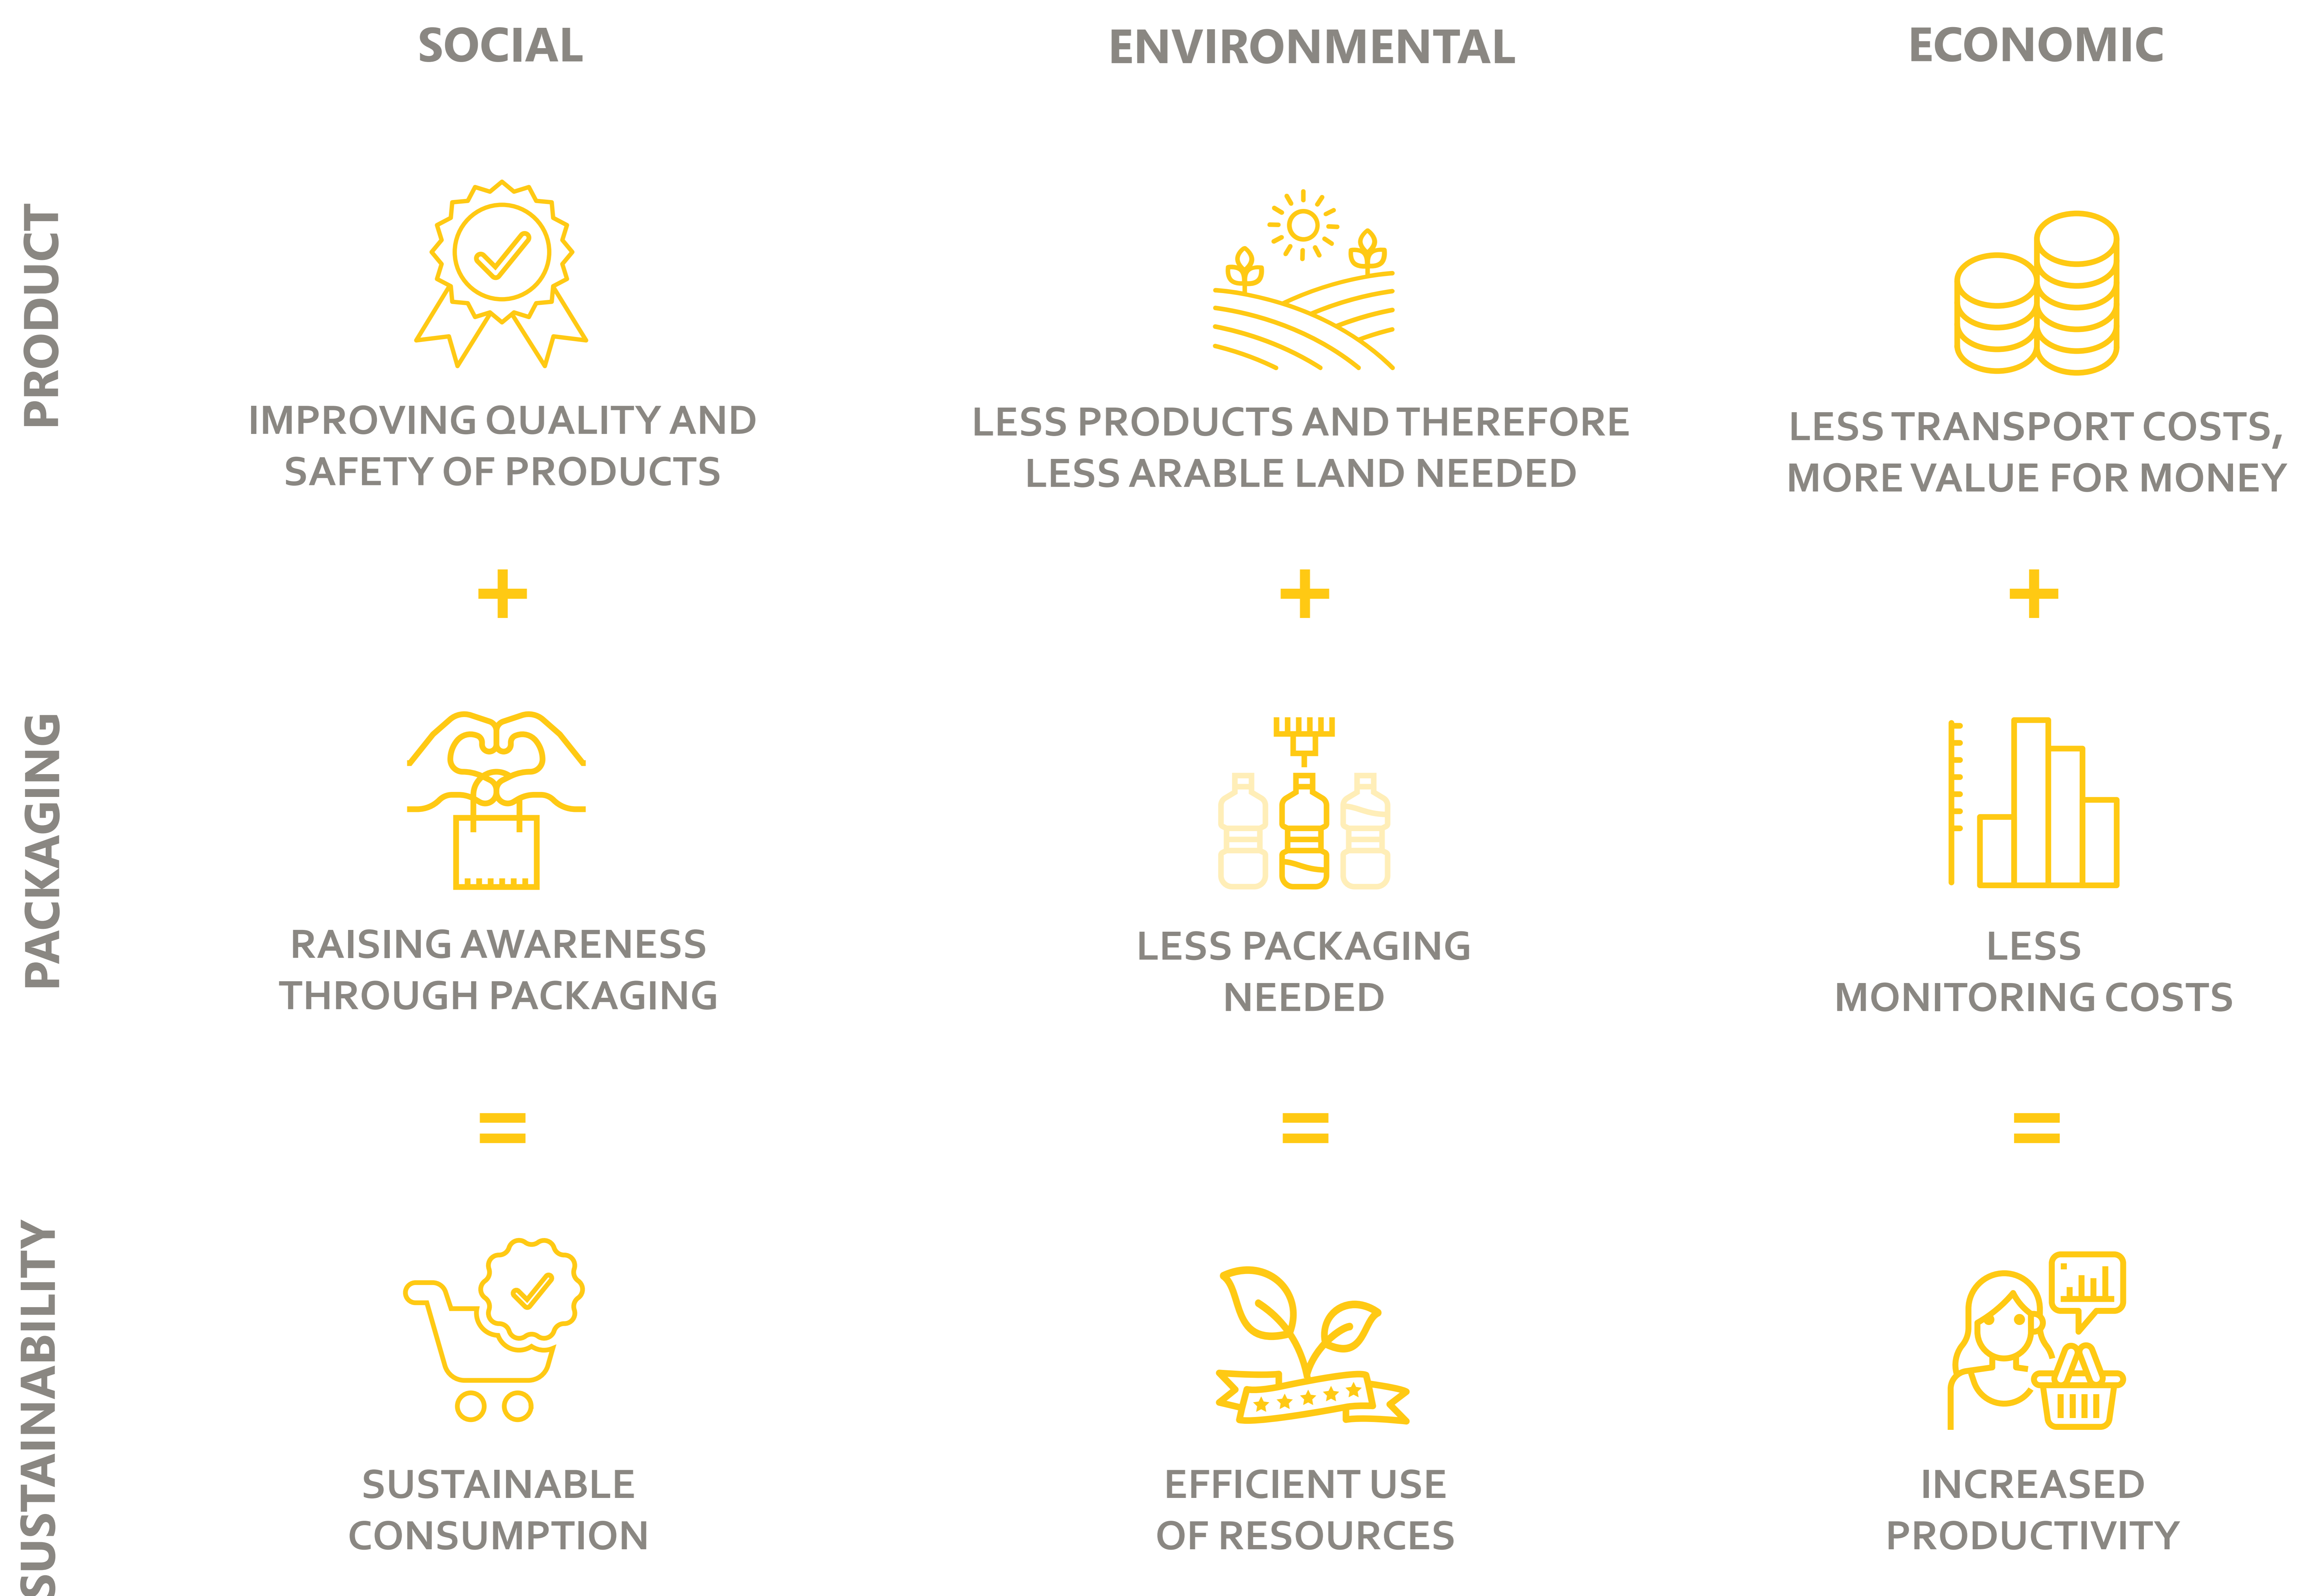 SOCIAL
ENVIRONMENTAL
ECONOMIC
PRODUCT
IMPROVING QUALITY AND
SAFETY OF PRODUCTS
LESS PRODUCTS AND THEREFORE
LESS ARABLE LAND NEEDED
LESS TRANSPORT COSTS,
MORE VALUE FOR MONEY
+
+
+
PACKAGING
RAISING AWARENESS
THROUGH PACKAGING
LESS PACKAGING
NEEDED
LESS
MONITORING COSTS
=
=
=
SUSTAINABILITY
SUSTAINABLE
CONSUMPTION
EFFICIENT USE
OF RESOURCES
INCREASED
PRODUCTIVITY